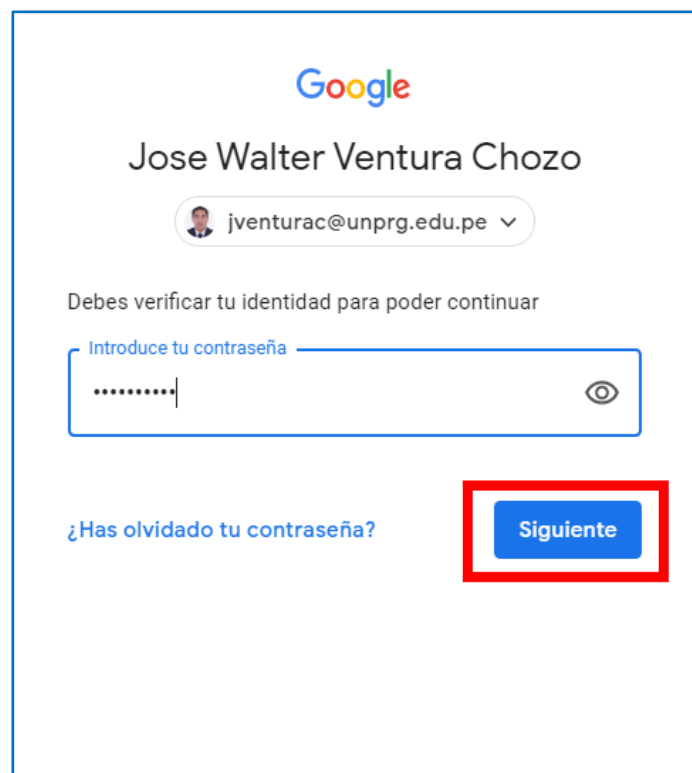 Google
Jose Walter Ventura Chozo
jventurac@unprg.edu.pe
Debes verificar tu identidad para poder continuar
Introduce tu contraseña
••••••••••
¿Has olvidado tu contraseña?
Siguiente